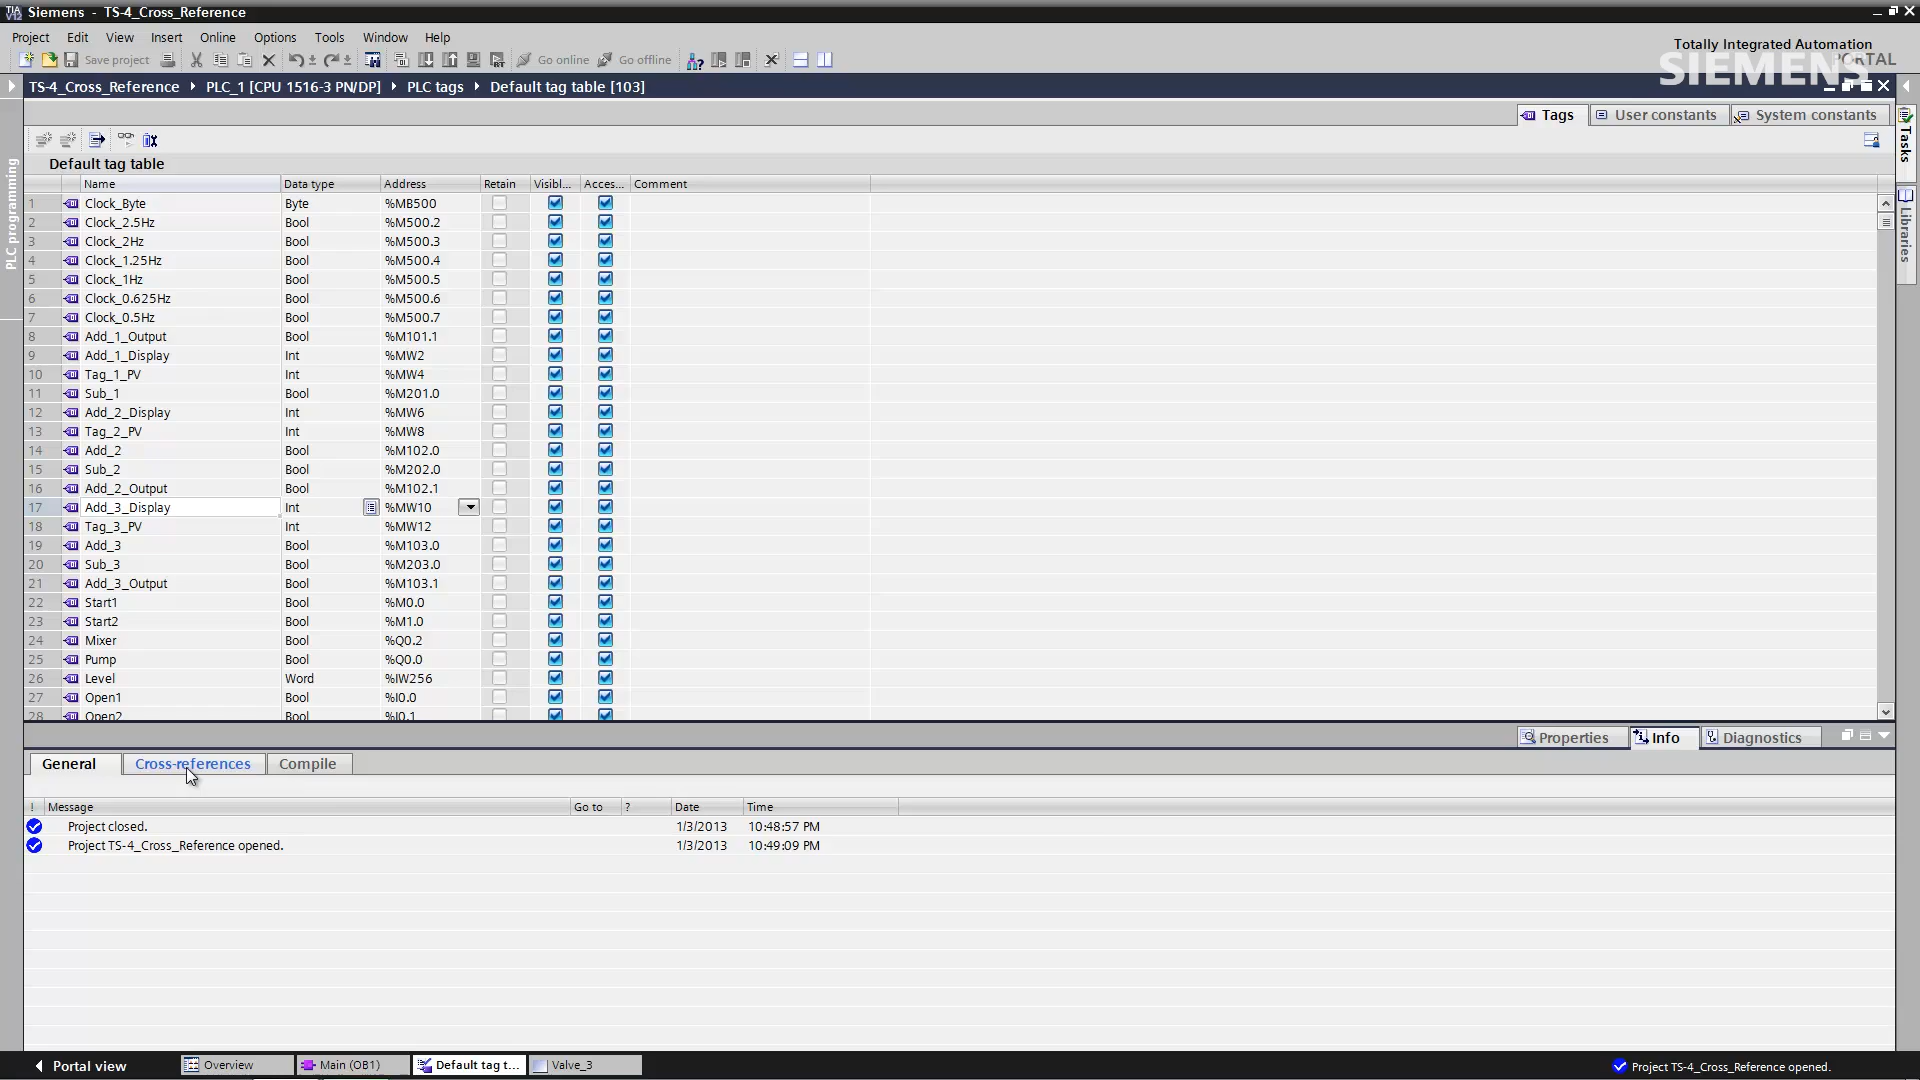 Siemens - TS-4_Cross_Reference
Project Edit View Insert Online Options Tools Window Help
Totally Integrated Automation
PORTAL
SIEMENS
Save project Go online Go offline
TS-4_Cross_Reference PLC_1 [CPU 1516-3 PN/DP] PLC tags Default tag table [103]
Tags User constants System constants
Default tag table
Name Data type Address Retain Visibl... Acces... Comment
1 Clock_Byte Byte %MB500
2 Clock_2.5Hz Bool %M500.2
3 Clock_2Hz Bool %M500.3
4 Clock_1.25Hz Bool %M500.4
5 Clock_1Hz Bool %M500.5
6 Clock_0.625Hz Bool %M500.6
7 Clock_0.5Hz Bool %M500.7
8 Add_1_Output Bool %M101.1
9 Add_1_Display Int %MW2
10 Tag_1_PV Int %MW4
11 Sub_1 Bool %M201.0
12 Add_2_Display Int %MW6
13 Tag_2_PV Int %MW8
14 Add_2 Bool %M102.0
15 Sub_2 Bool %M202.0
16 Add_2_Output Bool %M102.1
17 Add_3_Display Int %MW10
18 Tag_3_PV Int %MW12
19 Add_3 Bool %M103.0
20 Sub_3 Bool %M203.0
21 Add_3_Output Bool %M103.1
22 Start1 Bool %M0.0
23 Start2 Bool %M1.0
24 Mixer Bool %Q0.2
25 Pump Bool %Q0.0
26 Level Word %IW256
27 Open1 Bool %I0.0
28 Open2 Bool %I0.1
PLC programming
Tasks
Libraries
Properties Info Diagnostics
General Cross-references Compile
! Message Go to ? Date Time
Project closed. 1/3/2013 10:48:57 PM
Project TS-4_Cross_Reference opened. 1/3/2013 10:49:09 PM
Portal view Overview Main (OB1) Default tag t... Valve_3 Project TS-4_Cross_Reference opened.